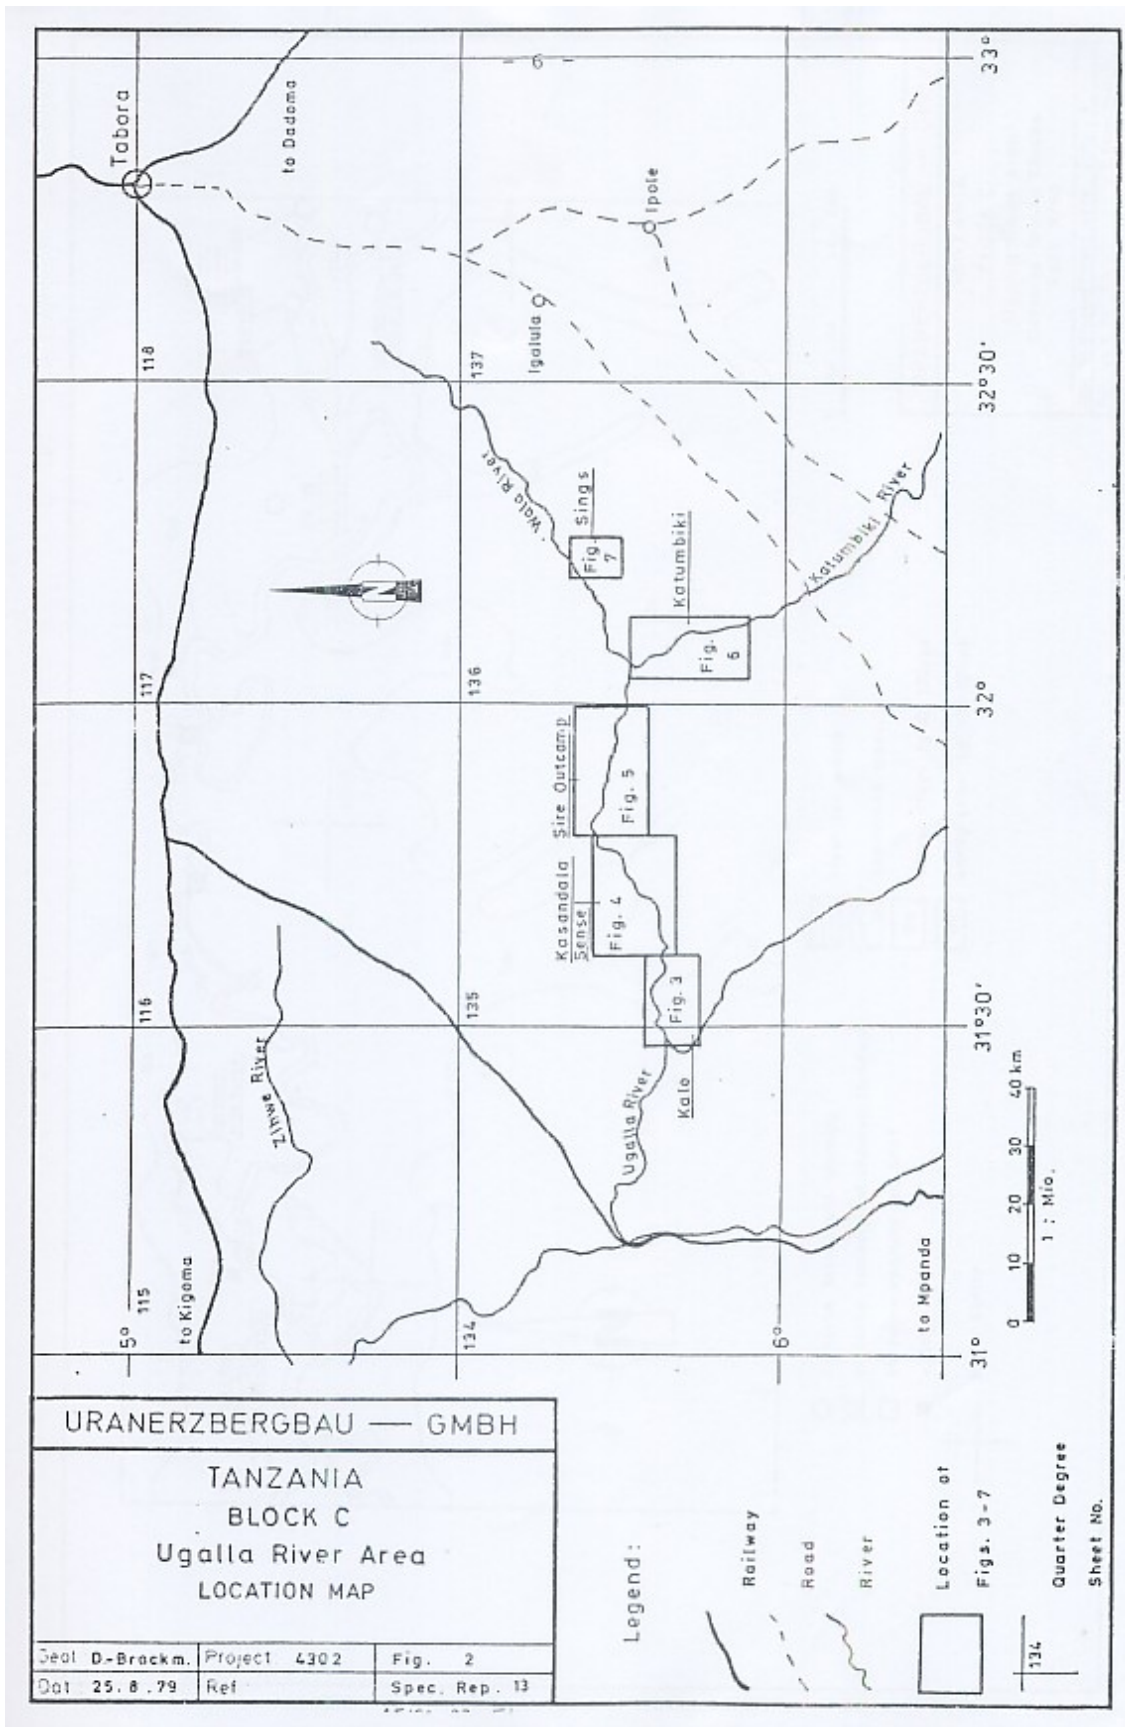 - 6 -
Tabora
to Dadoma
33°
Ipole
Igalula
118
137
32°30'
Wala River
Sings
Fig.
7
Katumbiki
Katumbiki River
Fig.
6
117
136
32°
Sire Outcamp
Fig. 5
Kasandala
Sense
Fig. 4
Fig. 3
Kalo
116
135
31°30'
Zihwe River
Ugalla River
115
134
5°
6°
31°
to Kigoma
to Mpanda
0 10 20 30 40 km
1 : Mio.
URANERZBERGBAU — GMBH
TANZANIA
BLOCK C
Ugalla River Area
LOCATION MAP
Geol D.-Brockm. Project 4302 Fig. 2
Dat. 25.8.79. Ref Spec. Rep. 13
Legend:
Railway
Road
River
Location of
Figs. 3-7
134
Quarter Degree
Sheet No.